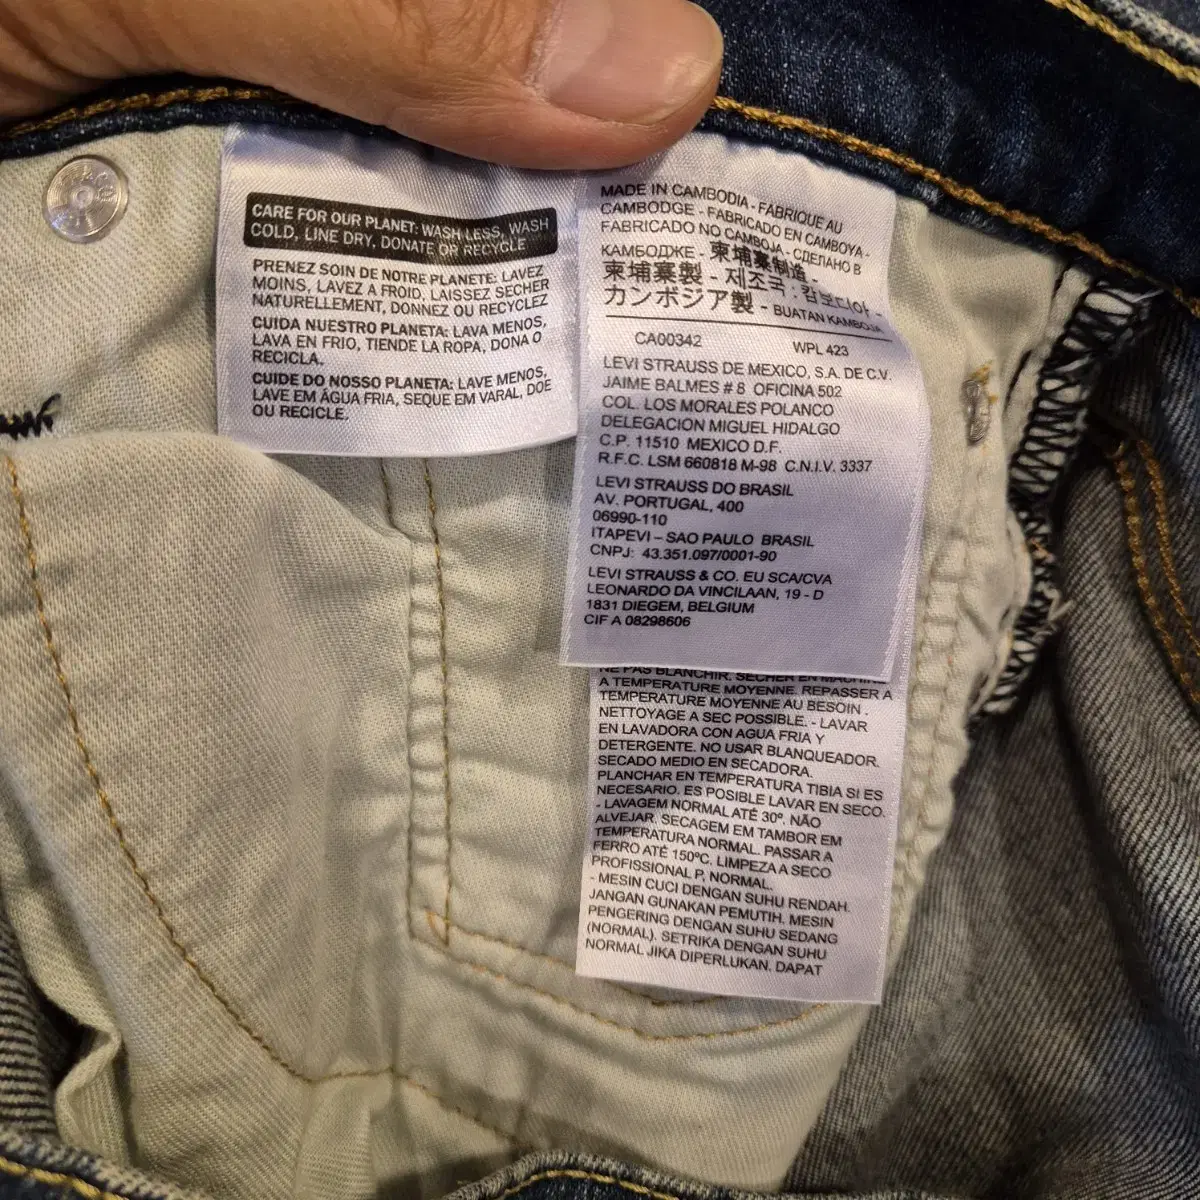 CARE FOR OUR PLANET: WASH LESS, WASH
COLD, LINE DRY, DONATE OR RECYCLE
PRENEZ SOIN DE NOTRE PLANETE: LAVEZ
MOINS, LAVEZ A FROID, LAISSEZ SECHER
NATURELLEMENT, DONNEZ OU RECYCLEZ
CUIDA NUESTRO PLANETA: LAVA MENOS,
LAVA EN FRIO, TIENDE LA ROPA, DONA O
RECICLA.
CUIDE DO NOSSO PLANETA: LAVE MENOS,
LAVE EM ÁGUA FRIA, SEQUE EM VARAL, DOE
OU RECICLE.
MADE IN CAMBODIA - FABRIQUE AU
CAMBODGE - FABRICADO EN CAMBOYA -
FABRICADO NO CAMBOJA - СДЕЛАНО В
КАМБОДЖЕ - 柬埔寨制造 -
柬埔寨製 - 제조국 : 캄보디아 -
カンボジア製 - BUATAN KAMBOJA
CA00342 WPL 423
LEVI STRAUSS DE MEXICO, S.A. DE C.V.
JAIME BALMES # 8 OFICINA 502
COL. LOS MORALES POLANCO
DELEGACION MIGUEL HIDALGO
C.P. 11510 MEXICO D.F.
R.F.C. LSM 660818 M-98 C.N.I.V. 3337
LEVI STRAUSS DO BRASIL
AV. PORTUGAL, 400
06990-110
ITAPEVI – SAO PAULO BRASIL
CNPJ: 43.351.097/0001-90
LEVI STRAUSS & CO. EU SCA/CVA
LEONARDO DA VINCILAAN, 19 - D
1831 DIEGEM, BELGIUM
CIF A 08298606
NE PAS BLANCHIR. SECHER EN MACHINE
A TEMPERATURE MOYENNE. REPASSER A
TEMPERATURE MOYENNE AU BESOIN .
NETTOYAGE A SEC POSSIBLE. - LAVAR
EN LAVADORA CON AGUA FRIA Y
DETERGENTE. NO USAR BLANQUEADOR.
SECADO MEDIO EN SECADORA.
PLANCHAR EN TEMPERATURA TIBIA SI ES
NECESARIO. ES POSIBLE LAVAR EN SECO.
- LAVAGEM NORMAL ATÉ 30º. NÃO
ALVEJAR. SECAGEM EM TAMBOR EM
TEMPERATURA NORMAL. PASSAR A
FERRO ATÉ 150ºC. LIMPEZA A SECO
PROFISSIONAL P, NORMAL.
- MESIN CUCI DENGAN SUHU RENDAH.
JANGAN GUNAKAN PEMUTIH. MESIN
PENGERING DENGAN SUHU SEDANG
(NORMAL). SETRIKA DENGAN SUHU
NORMAL JIKA DIPERLUKAN. DAPAT